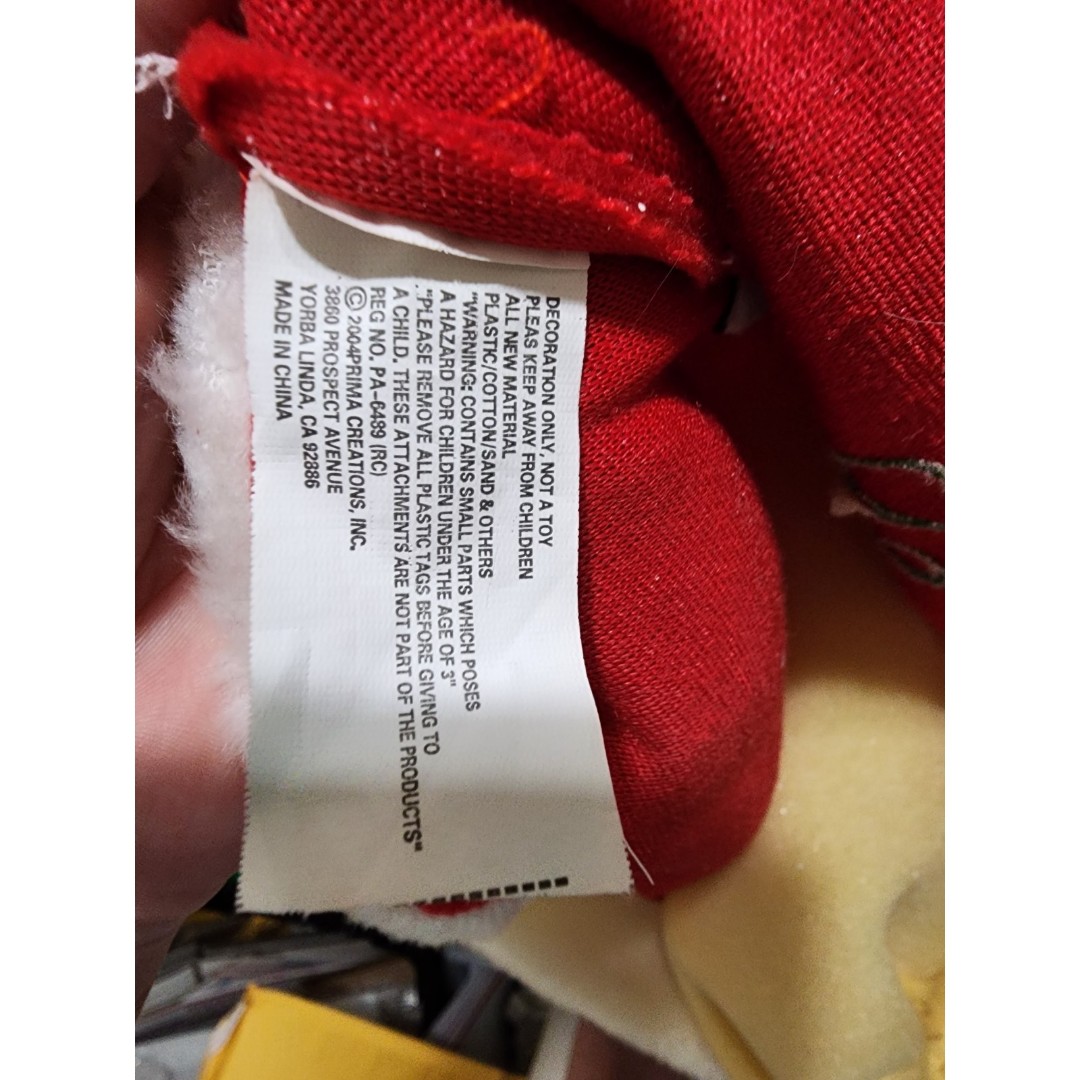 DECORATION ONLY, NOT A TOY
PLEAS KEEP AWAY FROM CHILDREN
ALL NEW MATERIAL
PLASTIC/COTTON/SAND & OTHERS
"WARNING: CONTAINS SMALL PARTS WHICH POSES
A HAZARD FOR CHILDREN UNDER THE AGE OF 3"
"PLEASE REMOVE ALL PLASTIC TAGS BEFORE GIVING TO
A CHILD, THESE ATTACHMENTS ARE NOT PART OF THE PRODUCTS"
REG NO. PA-6489 (RC)
© 2004PRIMA CREATIONS, INC.
3860 PROSPECT AVENUE
YORBA LINDA, CA 92886
MADE IN CHINA